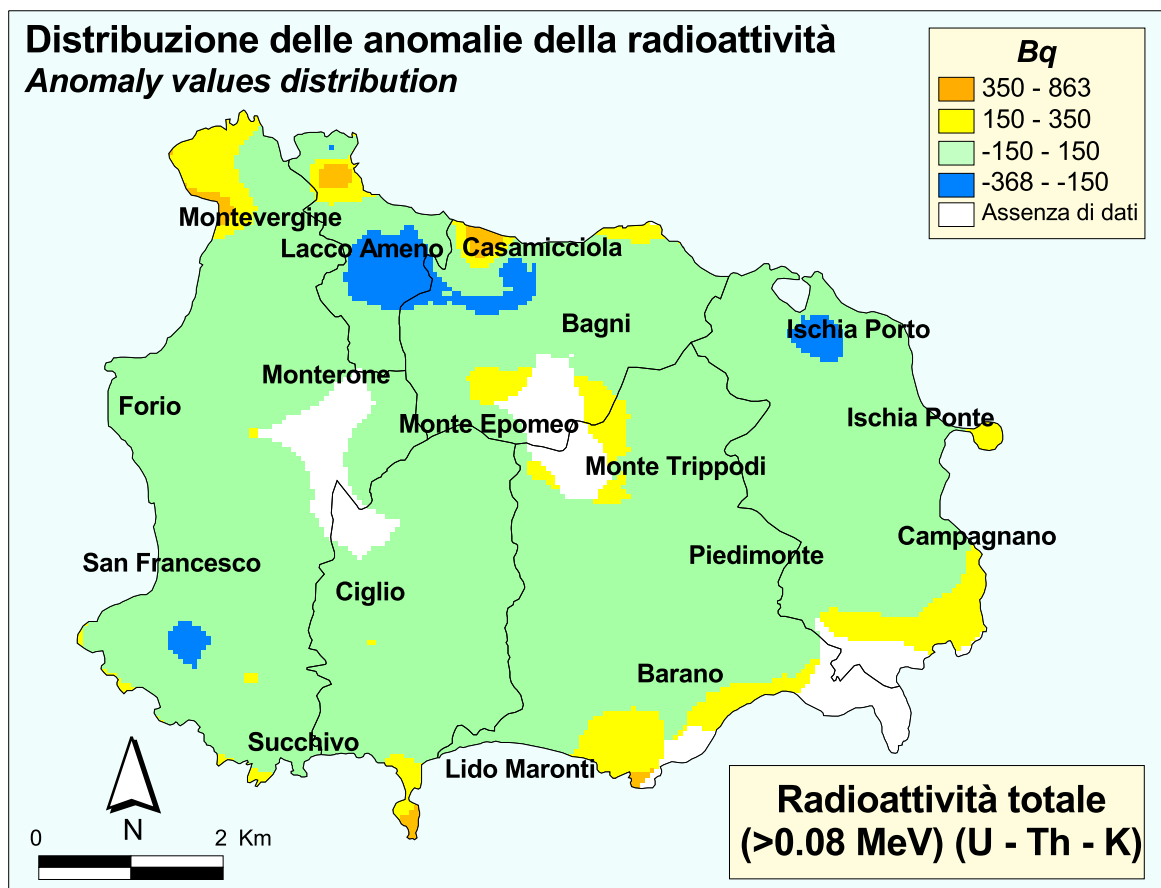 Distribuzione delle anomalie della radioattività
Anomaly values distribution
Bq
350 - 863
150 - 350
-150 - 150
-368 - -150
Assenza di dati
Montevergine
Lacco Ameno
Casamicciola
Bagni
Ischia Porto
Monterone
Forio
Monte Epomeo
Ischia Ponte
Monte Trippodi
Campagnano
Piedimonte
San Francesco
Ciglio
Barano
Succhivo
Lido Maronti
N
0 2 Km
Radioattività totale
(>0.08 MeV) (U - Th - K)